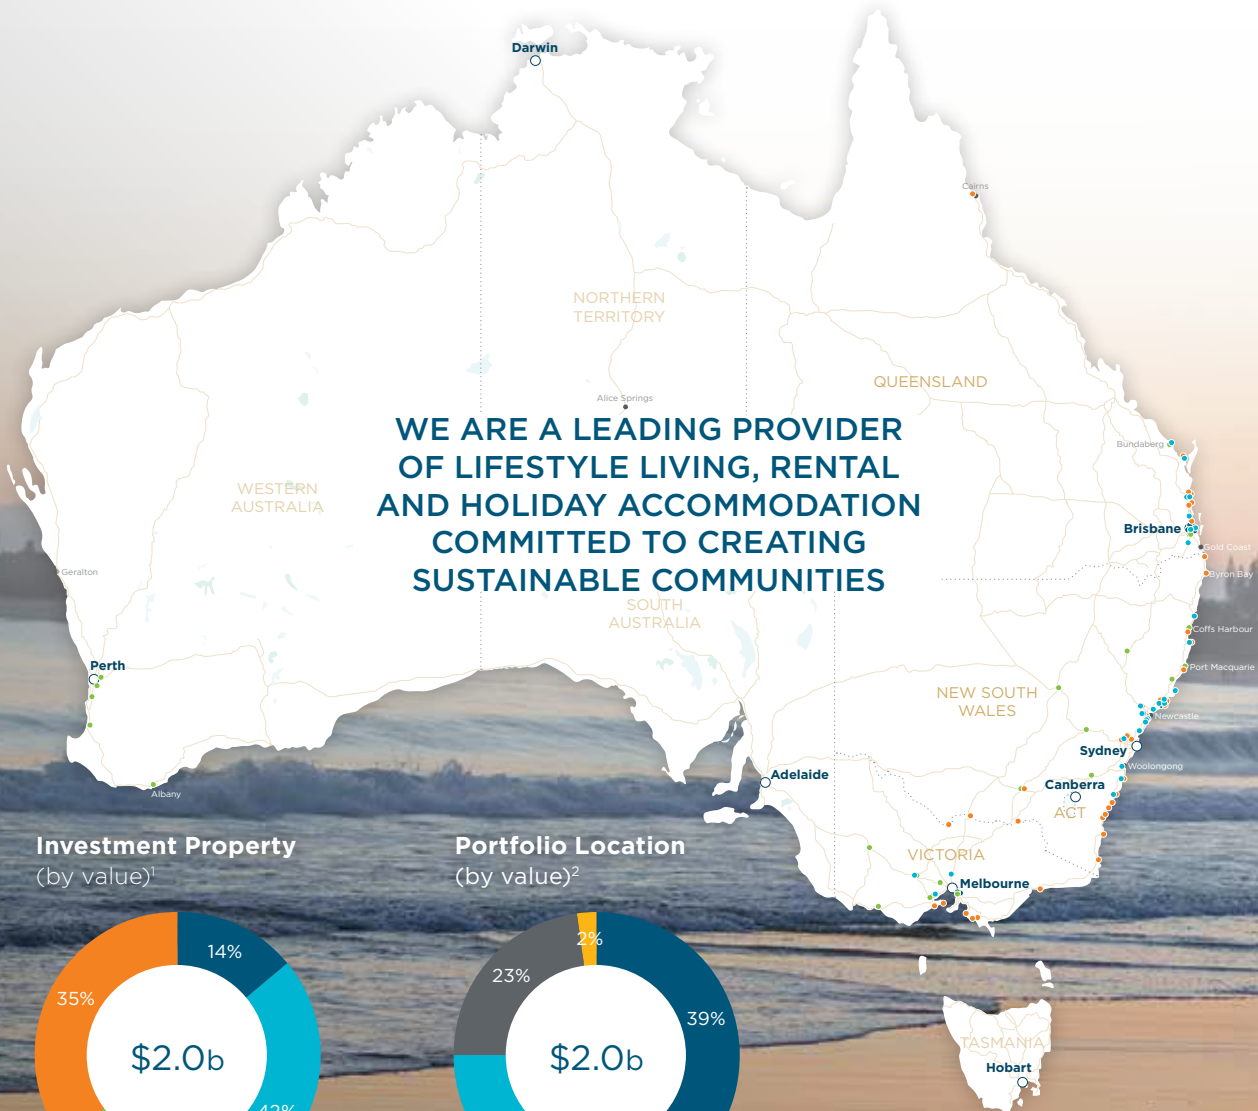 Darwin
Cairns
NORTHERN
TERRITORY
QUEENSLAND
Alice Springs
WE ARE A LEADING PROVIDER
OF LIFESTYLE LIVING, RENTAL
AND HOLIDAY ACCOMMODATION
COMMITTED TO CREATING
SUSTAINABLE COMMUNITIES
Bundaberg
WESTERN
AUSTRALIA
Brisbane
Gold Coast
Geralton
Byron Bay
SOUTH
AUSTRALIA
Coffs Harbour
Perth
Port Macquarie
NEW SOUTH
WALES
Newcastle
Sydney
Woolongong
Adelaide
Canberra
Albany
ACT
Investment Property
(by value)¹
Portfolio Location
(by value)²
VICTORIA
Melbourne
14%
35%
$2.0b
42%
2%
23%
39%
$2.0b
TASMANIA
Hobart